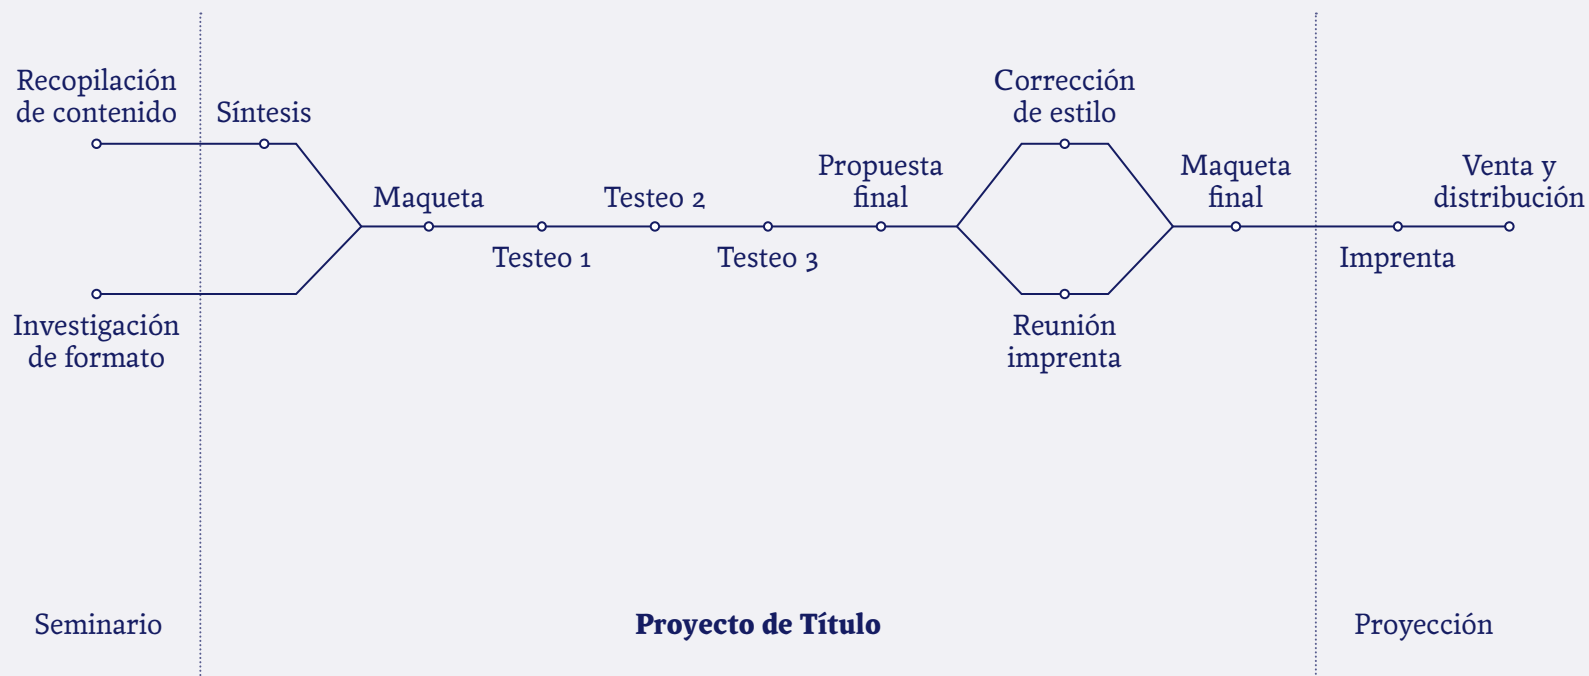 Recopilación
de contenido
Síntesis
Investigación
de formato
Maqueta
Testeo 1
Testeo 2
Testeo 3
Propuesta
final
Corrección
de estilo
Reunión
imprenta
Maqueta
final
Imprenta
Venta y
distribución
Seminario
Proyecto de Título
Proyección